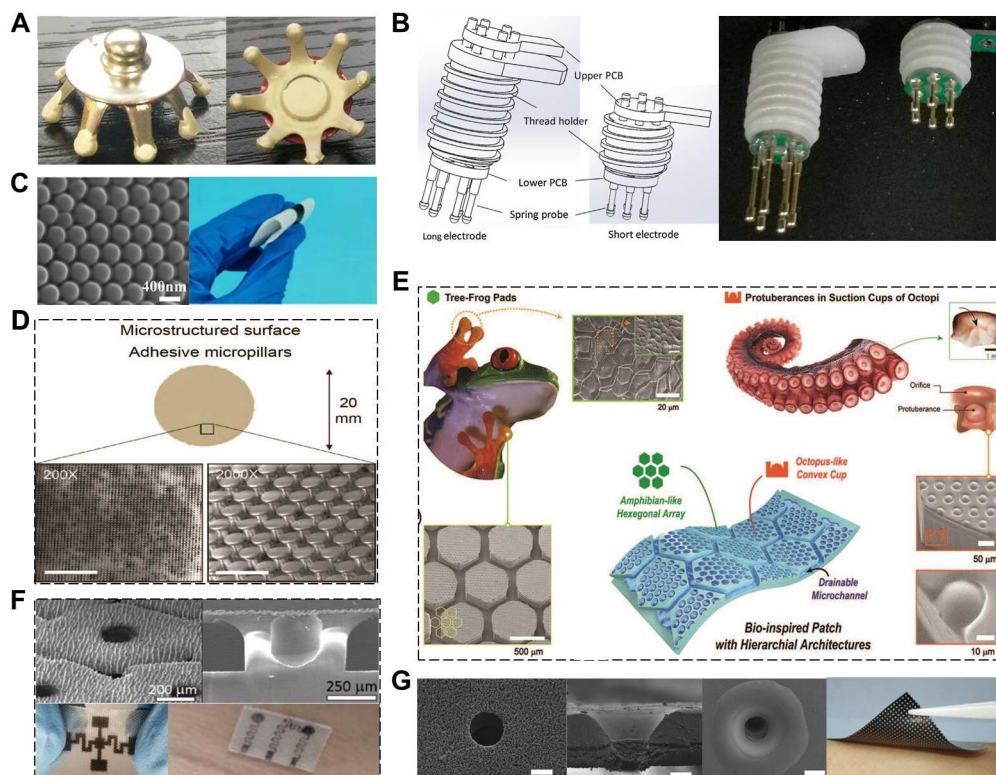 A
B
Upper PCB
Thread holder
Lower PCB
Spring probe
Long electrode
Short electrode
C
400nm
D
Microstructured surface
Adhesive micropillars
20
mm
200X
2000X
E
Tree-Frog Pads
Protuberances in Suction Cups of Octopi
20 μm
1 m
Orifice
Protuberance
Amphibian-like
Hexegonal Array
Octopus-like
Convex Cup
Drainable
Microchannel
Bio-inspired Patch
with Hierarchial Architectures
500 μm
50 μm
10 μm
F
200 μm
250 μm
G